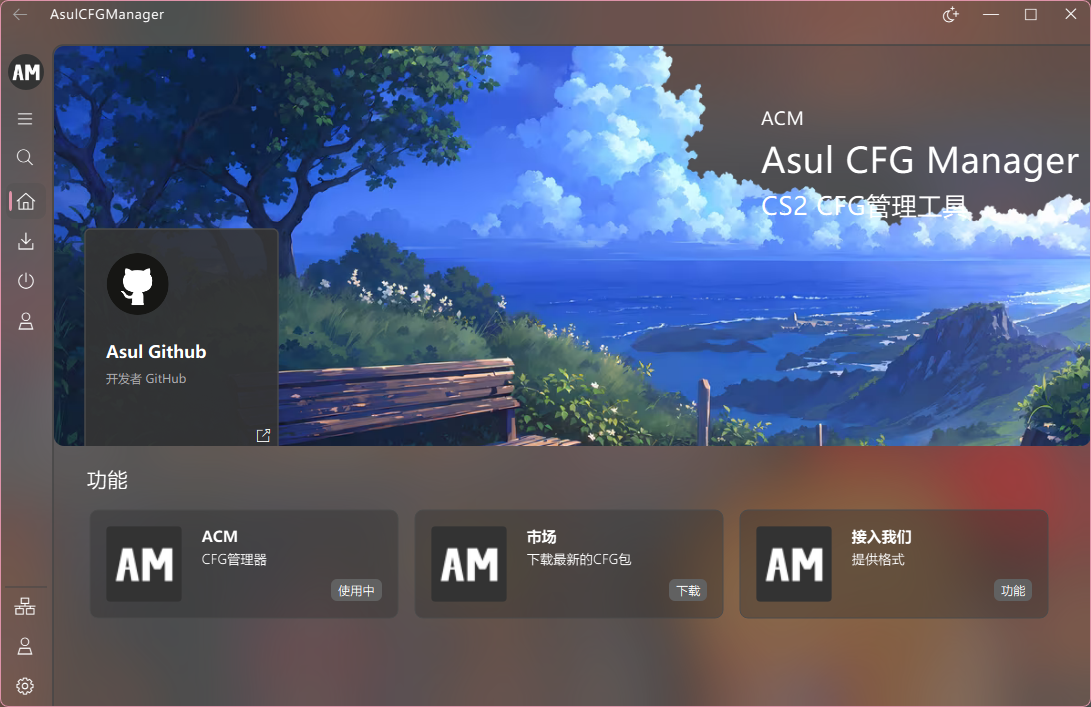 AsulCFGManager
AM
ACM
Asul CFG Manager
CS2 CFG管理工具
Asul Github
开发者 GitHub
功能
AM
ACM
CFG管理器
使用中
AM
市场
下载最新的CFG包
下载
AM
接入我们
提供格式
功能